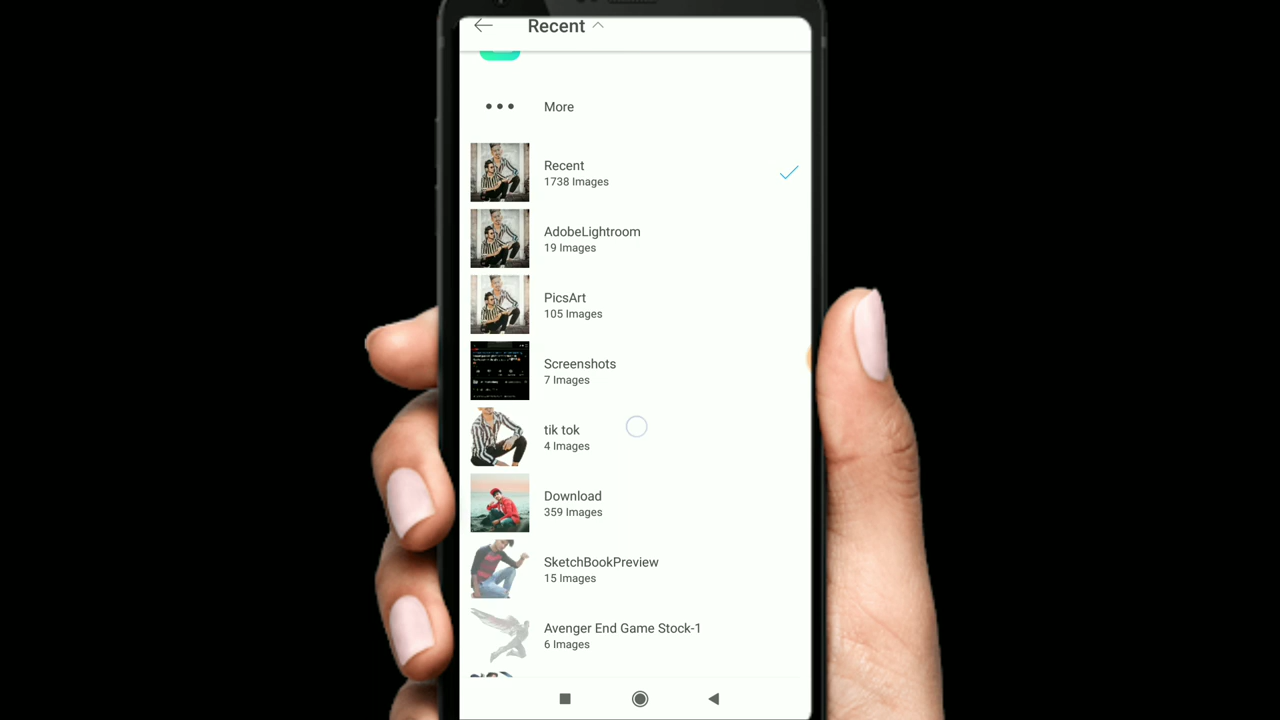 Recent
More
Recent
1738 Images
AdobeLightroom
19 Images
PicsArt
105 Images
Screenshots
7 Images
tik tok
4 Images
Download
359 Images
SketchBookPreview
15 Images
Avenger End Game Stock-1
6 Images